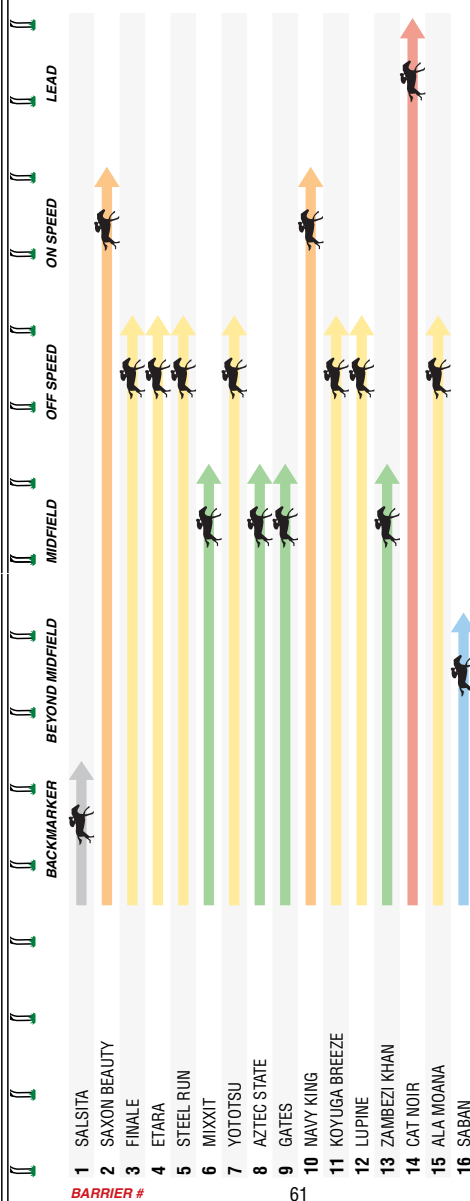 LEAD
ON SPEED
OFF SPEED
MIDFIELD
BEYOND MIDFIELD
BACKMARKER
1 SALSITA
2 SAXON BEAUTY
3 FINALE
4 ETARA
5 STEEL RUN
6 MIXXIT
7 YOTOTSU
8 AZTEC STATE
9 GATES
10 NAVY KING
11 KOYUGA BREEZE
12 LUPINE
13 ZAMBEZI KHAN
14 CAT NOIR
15 ALA MOANA
16 SABAN
BARRIER #
61